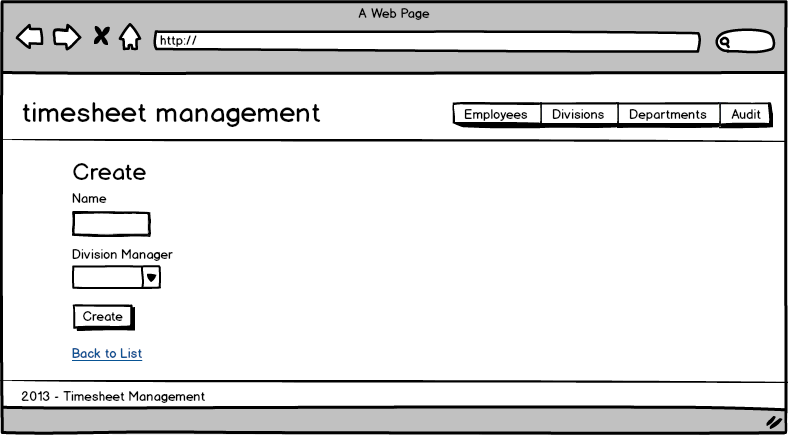 A Web Page
http://
timesheet management
Employees Divisions Departments Audit
Create
Name
Division Manager
Create
Back to List
2013 - Timesheet Management